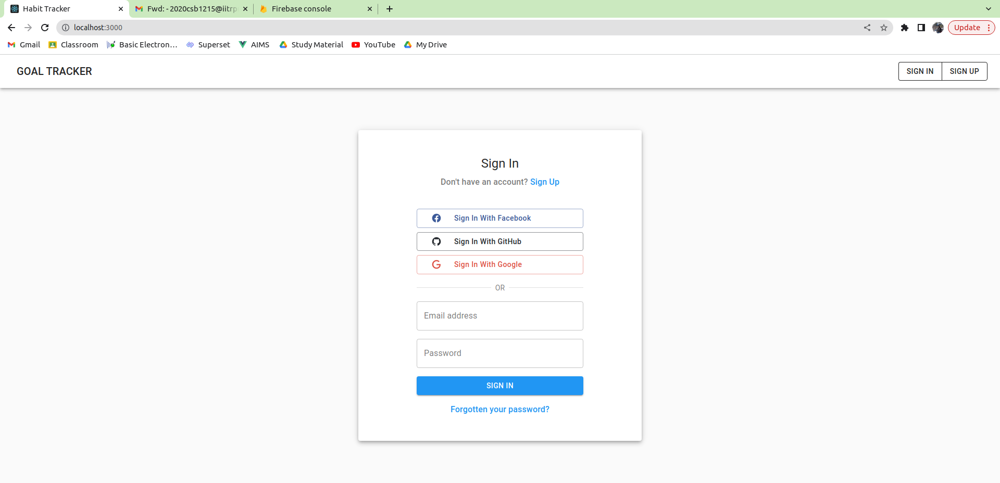 Habit Tracker
Fwd: - 2020csb1215@iitrp
Firebase console
localhost:3000
Update
Gmail
Classroom
Basic Electron...
Superset
AIMS
Study Material
YouTube
My Drive
GOAL TRACKER
SIGN IN
SIGN UP
Sign In
Don't have an account? Sign Up
Sign In With Facebook
Sign In With GitHub
Sign In With Google
OR
Email address
Password
SIGN IN
Forgotten your password?